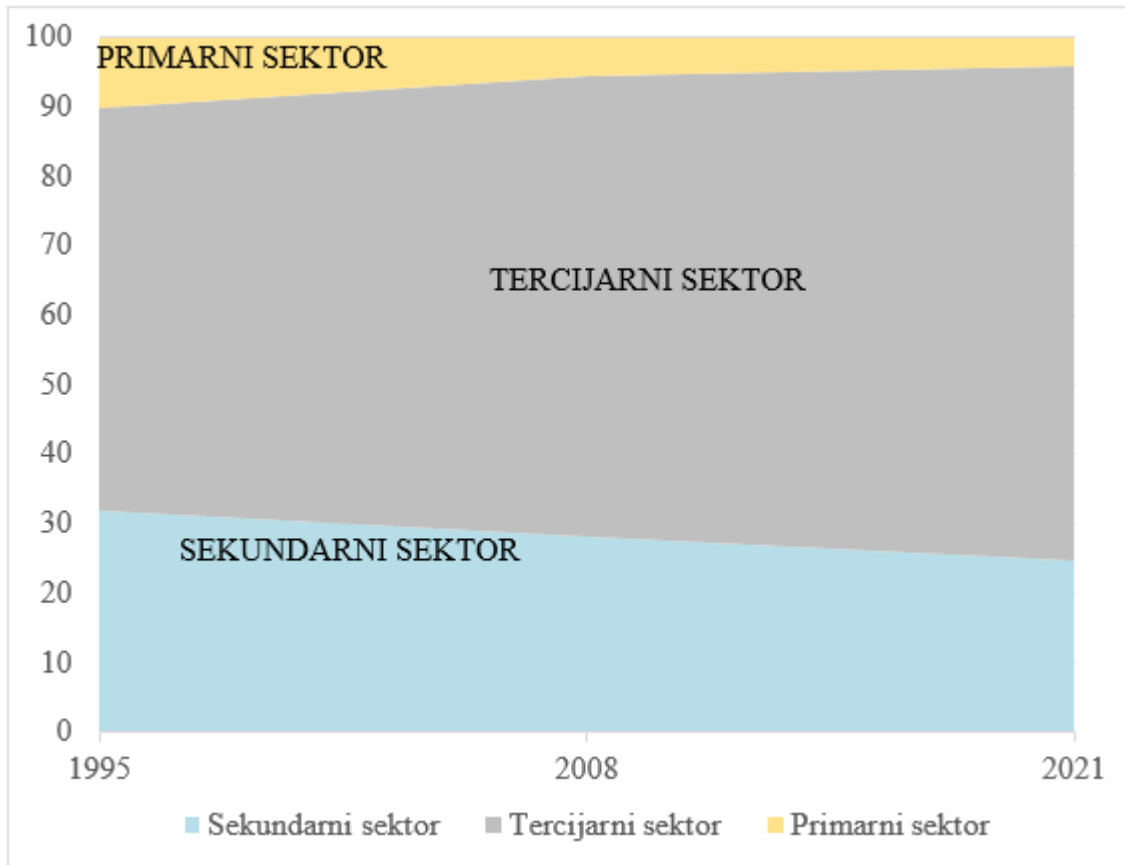 100
PRIMARNI SEKTOR
90
80
70
TERCIJARNI SEKTOR
60
50
40
30
SEKUNDARNI SEKTOR
20
10
0
1995 2008 2021
Sekundarni sektor Tercijarni sektor Primarni sektor